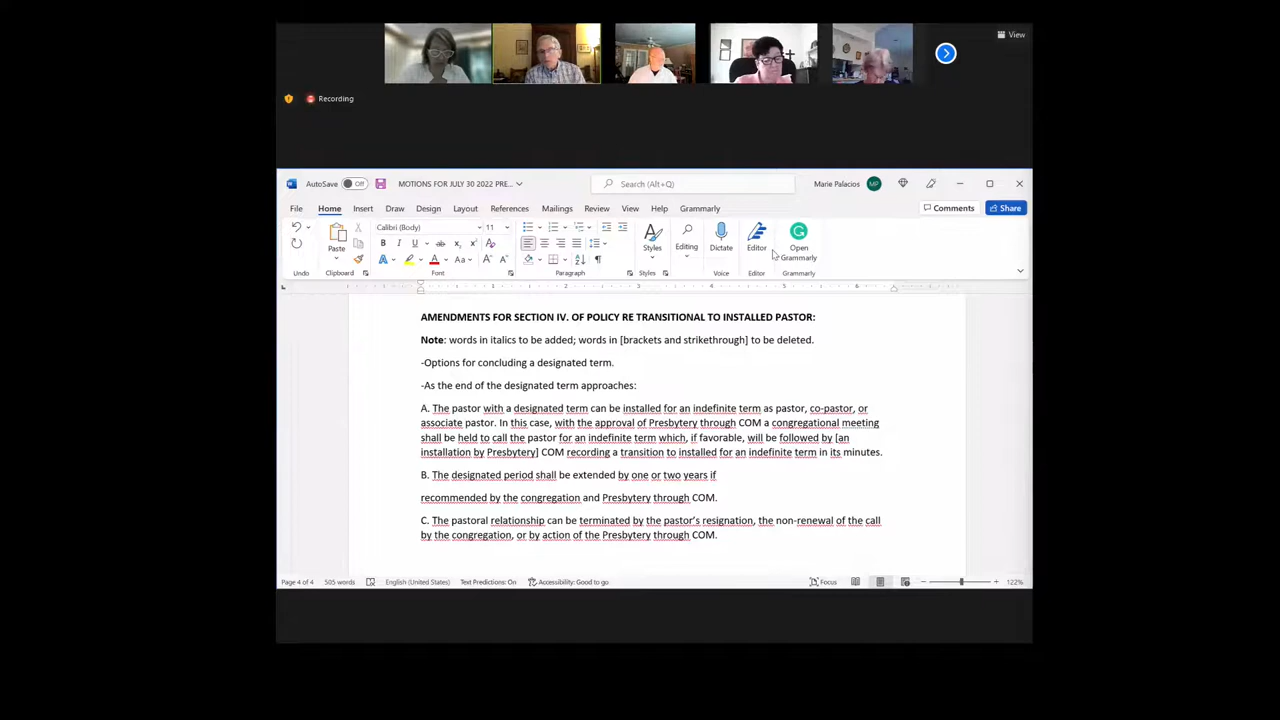 View
Recording
AutoSave Off MOTIONS FOR JULY 30 2022 PRE... Search (Alt+Q) Marie Palacios MP
File Home Insert Draw Design Layout References Mailings Review View Help Grammarly Comments Share
Calibri (Body) 11
Paste Styles Editing Dictate Editor Open Grammarly
Undo Clipboard Font Paragraph Styles Voice Editor Grammarly
1 2 3 4 5 6
AMENDMENTS FOR SECTION IV. OF POLICY RE TRANSITIONAL TO INSTALLED PASTOR:
Note: words in italics to be added; words in [brackets and strikethrough] to be deleted.
-Options for concluding a designated term.
-As the end of the designated term approaches:
A. The pastor with a designated term can be installed for an indefinite term as pastor, co-pastor, or
associate pastor. In this case, with the approval of Presbytery through COM a congregational meeting
shall be held to call the pastor for an indefinite term which, if favorable, will be followed by [an
installation by Presbytery] COM recording a transition to installed for an indefinite term in its minutes.
B. The designated period shall be extended by one or two years if
recommended by the congregation and Presbytery through COM.
C. The pastoral relationship can be terminated by the pastor's resignation, the non-renewal of the call
by the congregation, or by action of the Presbytery through COM.
Page 4 of 4 505 words English (United States) Text Predictions: On Accessibility: Good to go Focus 122%